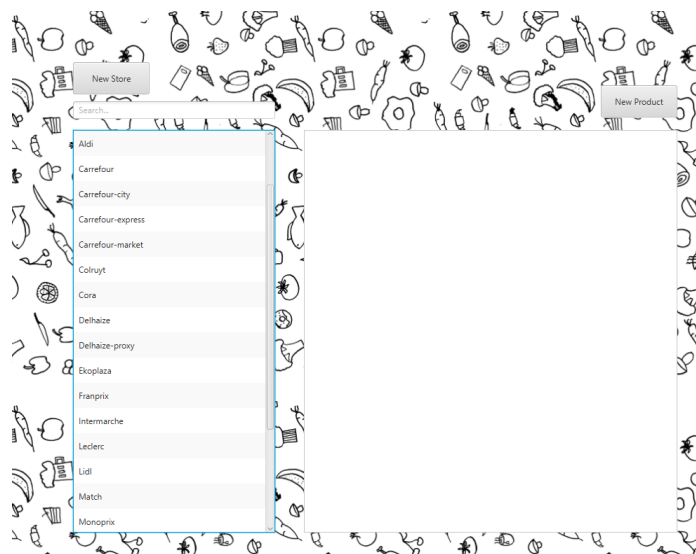 New Store
New Product
Search...
Aldi
Carrefour
Carrefour-city
Carrefour-express
Carrefour-market
Colruyt
Cora
Delhaize
Delhaize-proxy
Ekoplaza
Franprix
Intermarche
Leclerc
Lidl
Match
Monoprix